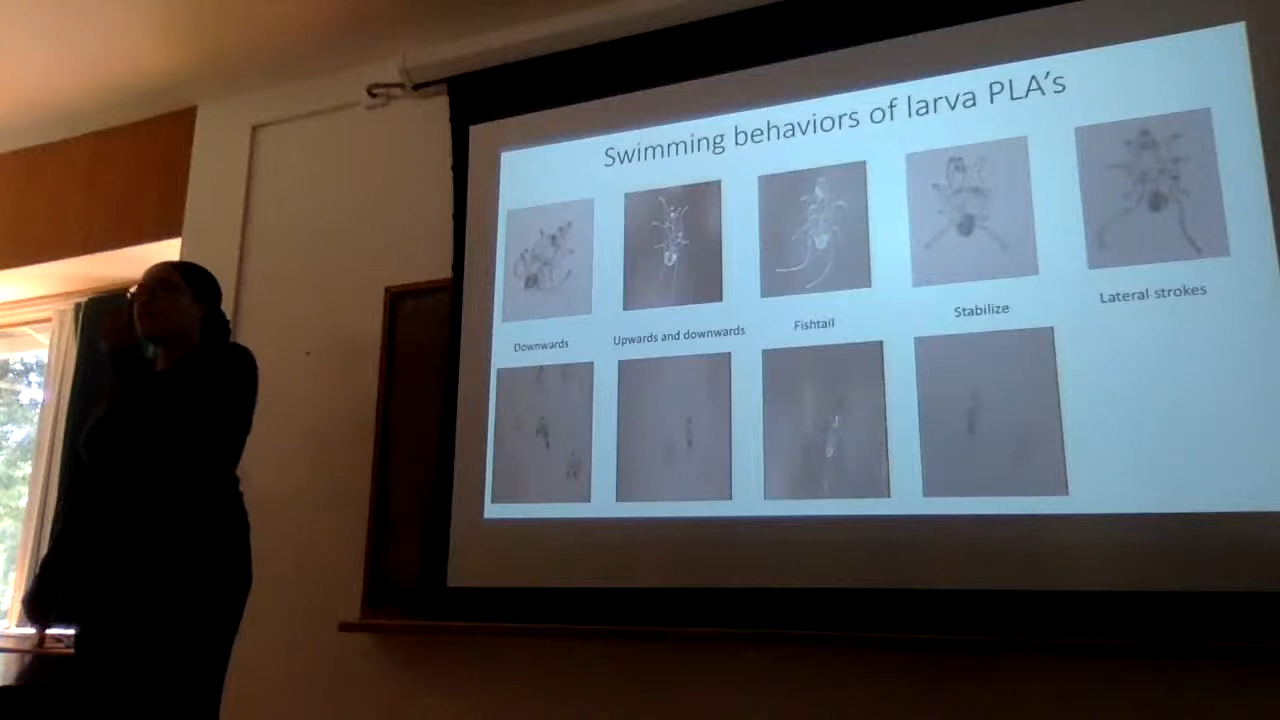 Swimming behaviors of larva PLA's
Downwards
Upwards and downwards
Fishtail
Stabilize
Lateral strokes